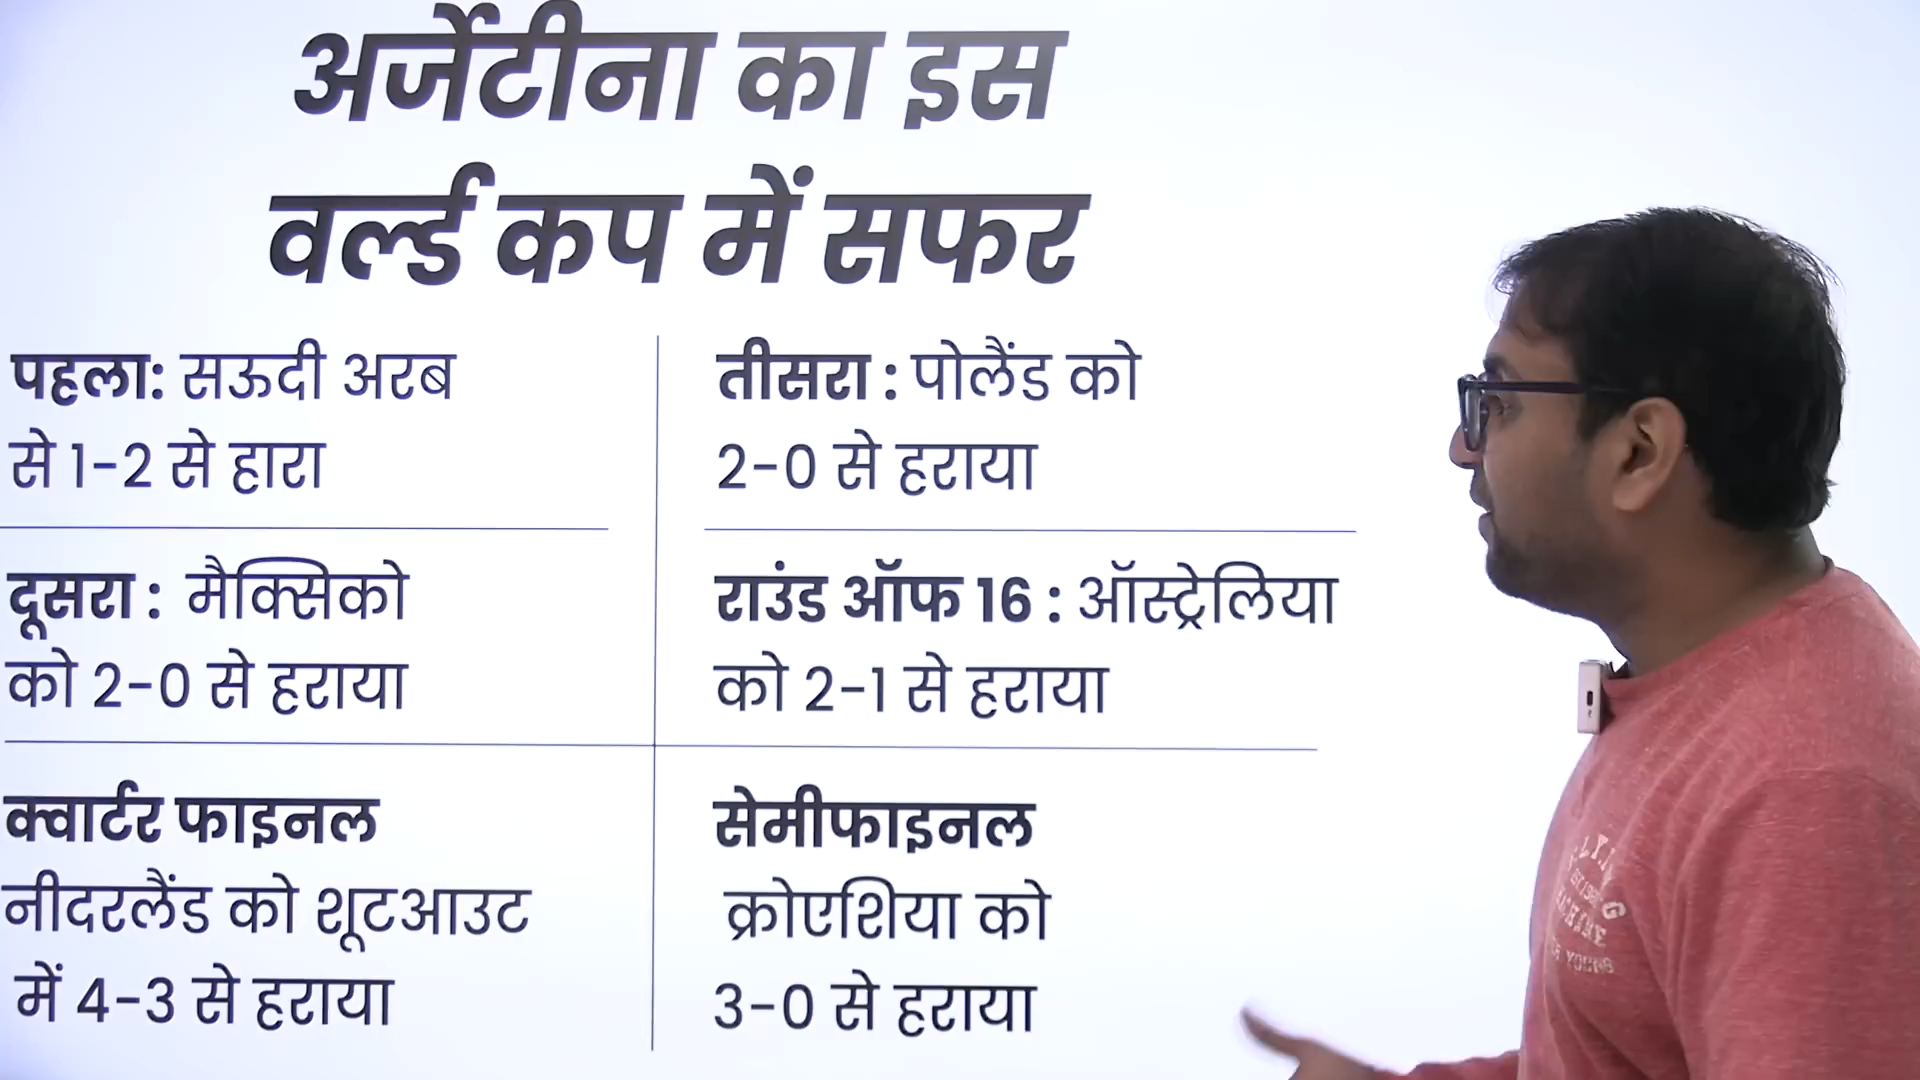 अर्जेटीना का इस
वर्ल्ड कप में सफर
पहला: सऊदी अरब
से 1-2 से हारा
तीसरा : पोलैंड को
2-0 से हराया
दूसरा : मैक्सिको
को 2-0 से हराया
राउंड ऑफ 16 : ऑस्ट्रेलिया
को 2-1 से हराया
क्वार्टर फाइनल
नीदरलैंड को शूटआउट
में 4-3 से हराया
सेमीफाइनल
क्रोएशिया को
3-0 से हराया